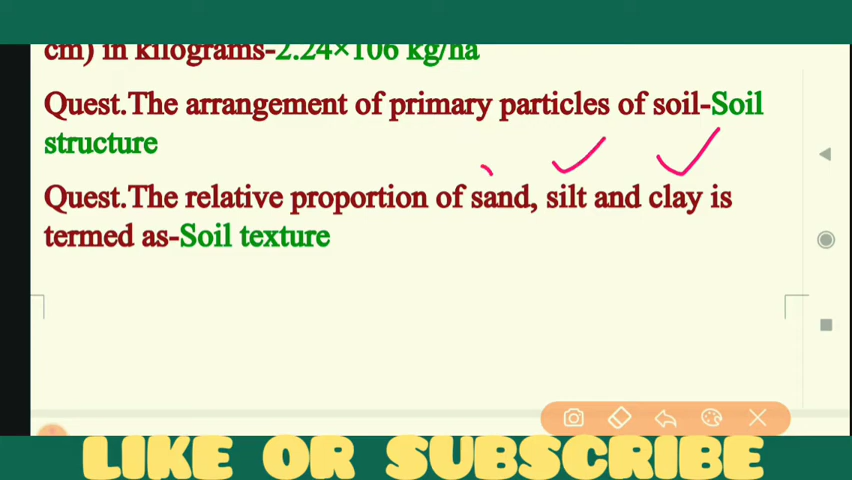 cm) in kilograms-2.24×106 kg/ha
Quest.The arrangement of primary particles of soil-Soil
structure
Quest.The relative proportion of sand, silt and clay is
termed as-Soil texture
LIKE OR SUBSCRIBE